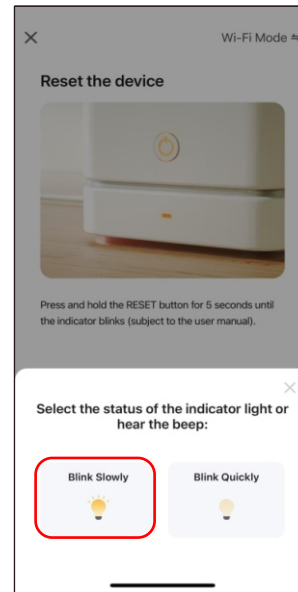 Wi-Fi Mode
Reset the device
Press and hold the RESET button for 5 seconds until
the indicator blinks (subject to the user manual).
Select the status of the indicator light or
hear the beep:
Blink Slowly
Blink Quickly